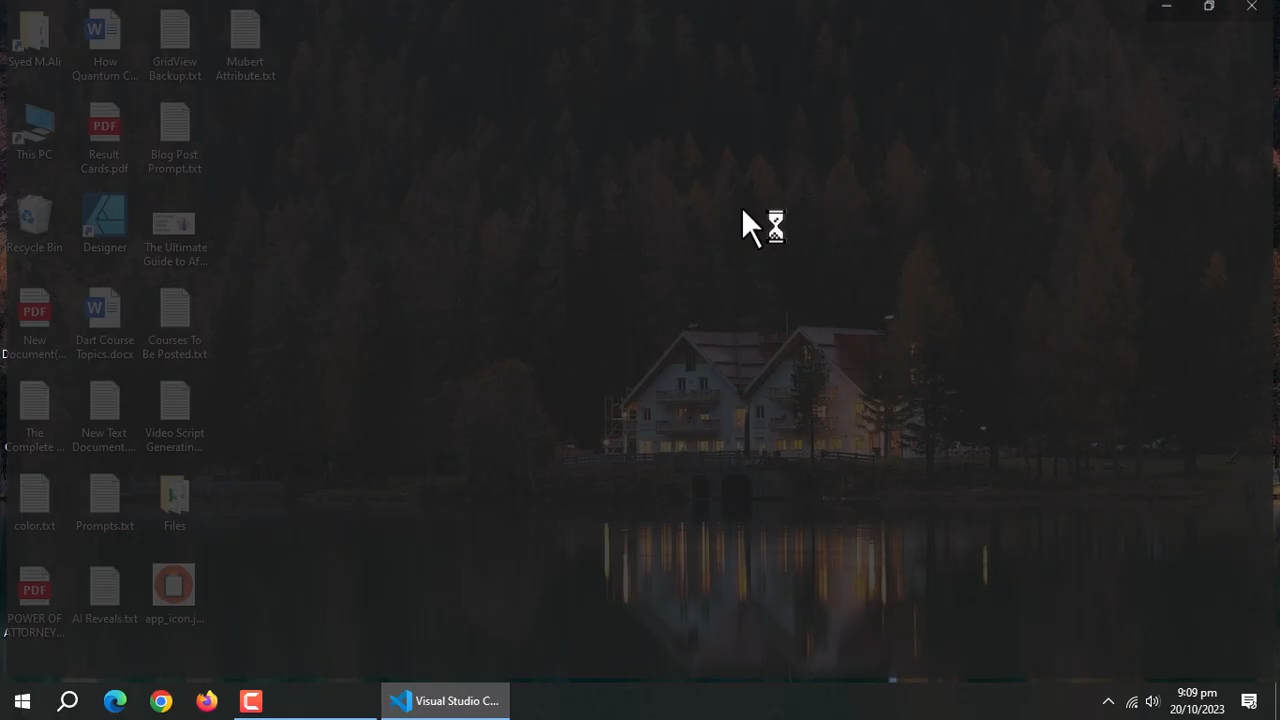 Syed M.Ali
How
Quantum C...
GridView
Backup.txt
Mubert
Attribute.txt
This PC
PDF
Result
Cards.pdf
Blog Post
Prompt.txt
Recycle Bin
Designer
The Ultimate
Guide to Af...
PDF
New
Document(...
Dart Course
Topics.docx
Courses To
Be Posted.txt
The
Complete ...
New Text
Document....
Video Script
Generatin...
color.txt
Prompts.txt
Files
PDF
POWER OF
ATTORNEY...
AI Reveals.txt
app_icon.j...
Visual Studio C...
9:09 pm
20/10/2023